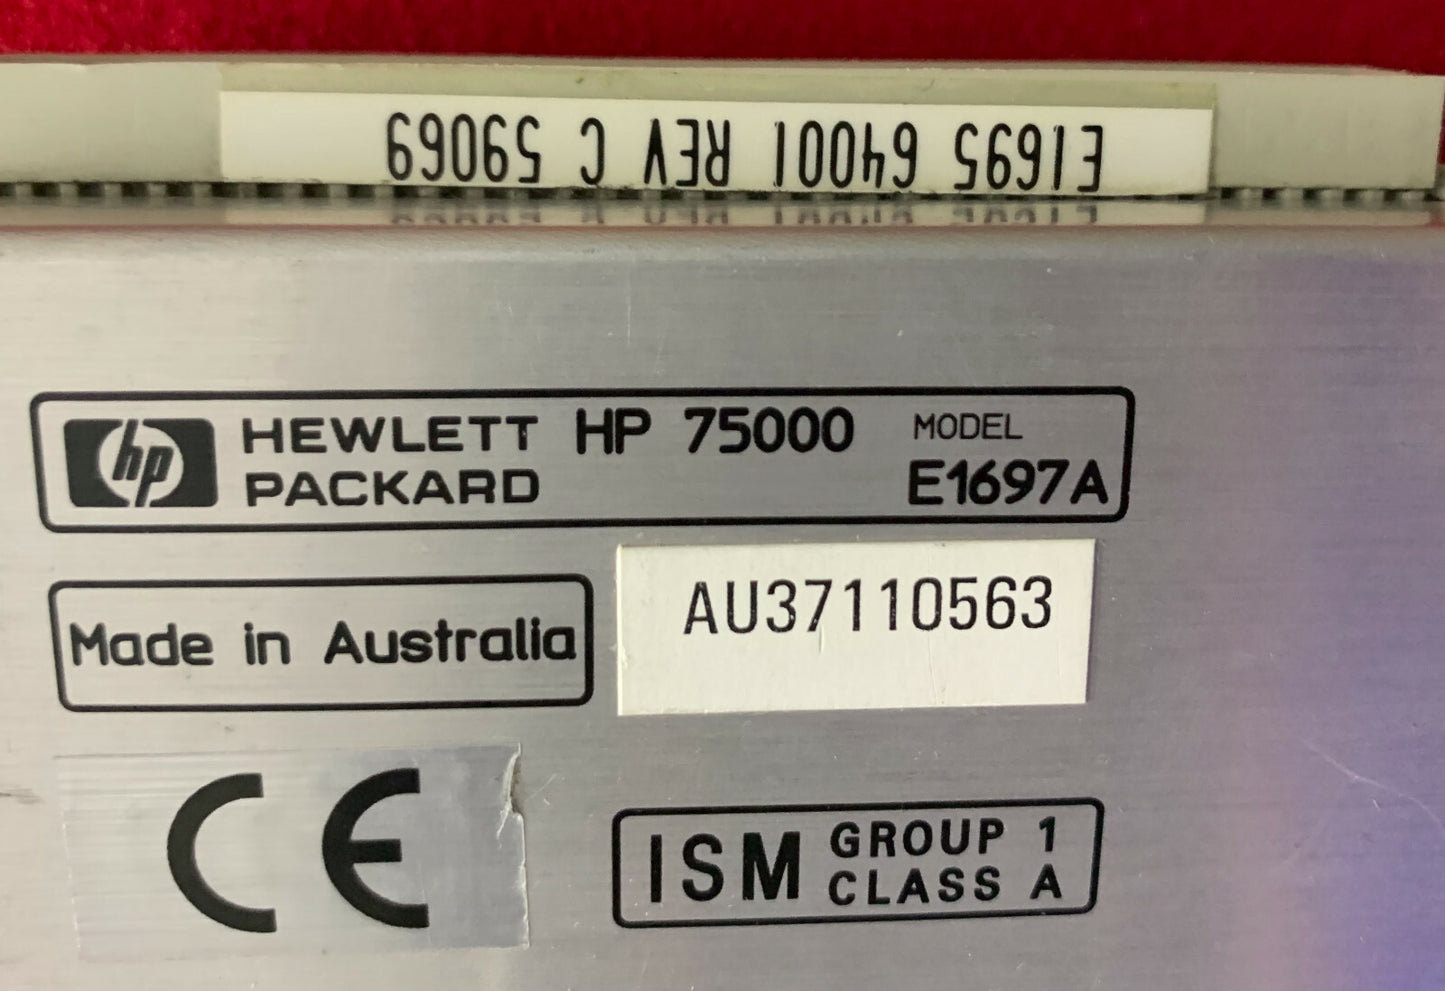 E1695 64001 REV C 59069
hp HEWLETT PACKARD HP 75000 MODEL E1697A
Made in Australia
AU37110563
CE
ISM GROUP 1 CLASS A